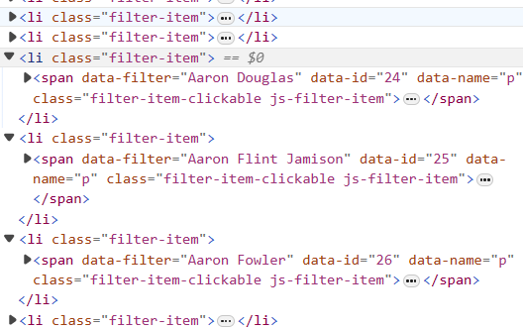 <li class="filter-item"> ••• </li>
<li class="filter-item"> ••• </li>
<li class="filter-item"> == $0
<span data-filter="Aaron Douglas" data-id="24" data-name="p"
class="filter-item-clickable js-filter-item"> ••• </span>
</li>
<li class="filter-item">
<span data-filter="Aaron Flint Jamison" data-id="25" data-
name="p" class="filter-item-clickable js-filter-item"> •••
</span>
</li>
<li class="filter-item">
<span data-filter="Aaron Fowler" data-id="26" data-name="p"
class="filter-item-clickable js-filter-item"> ••• </span>
</li>
<li class="filter-item"> ••• </li>